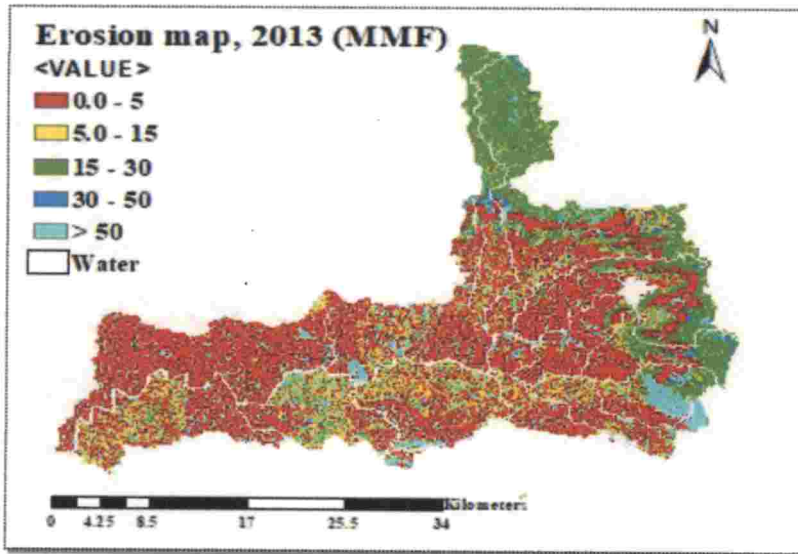 Erosion map, 2013 (MMF)
<VALUE>
0.0 - 5
5.0 - 15
15 - 30
30 - 50
> 50
Water
N
Kilometers
0 4.25 8.5 17 25.5 34